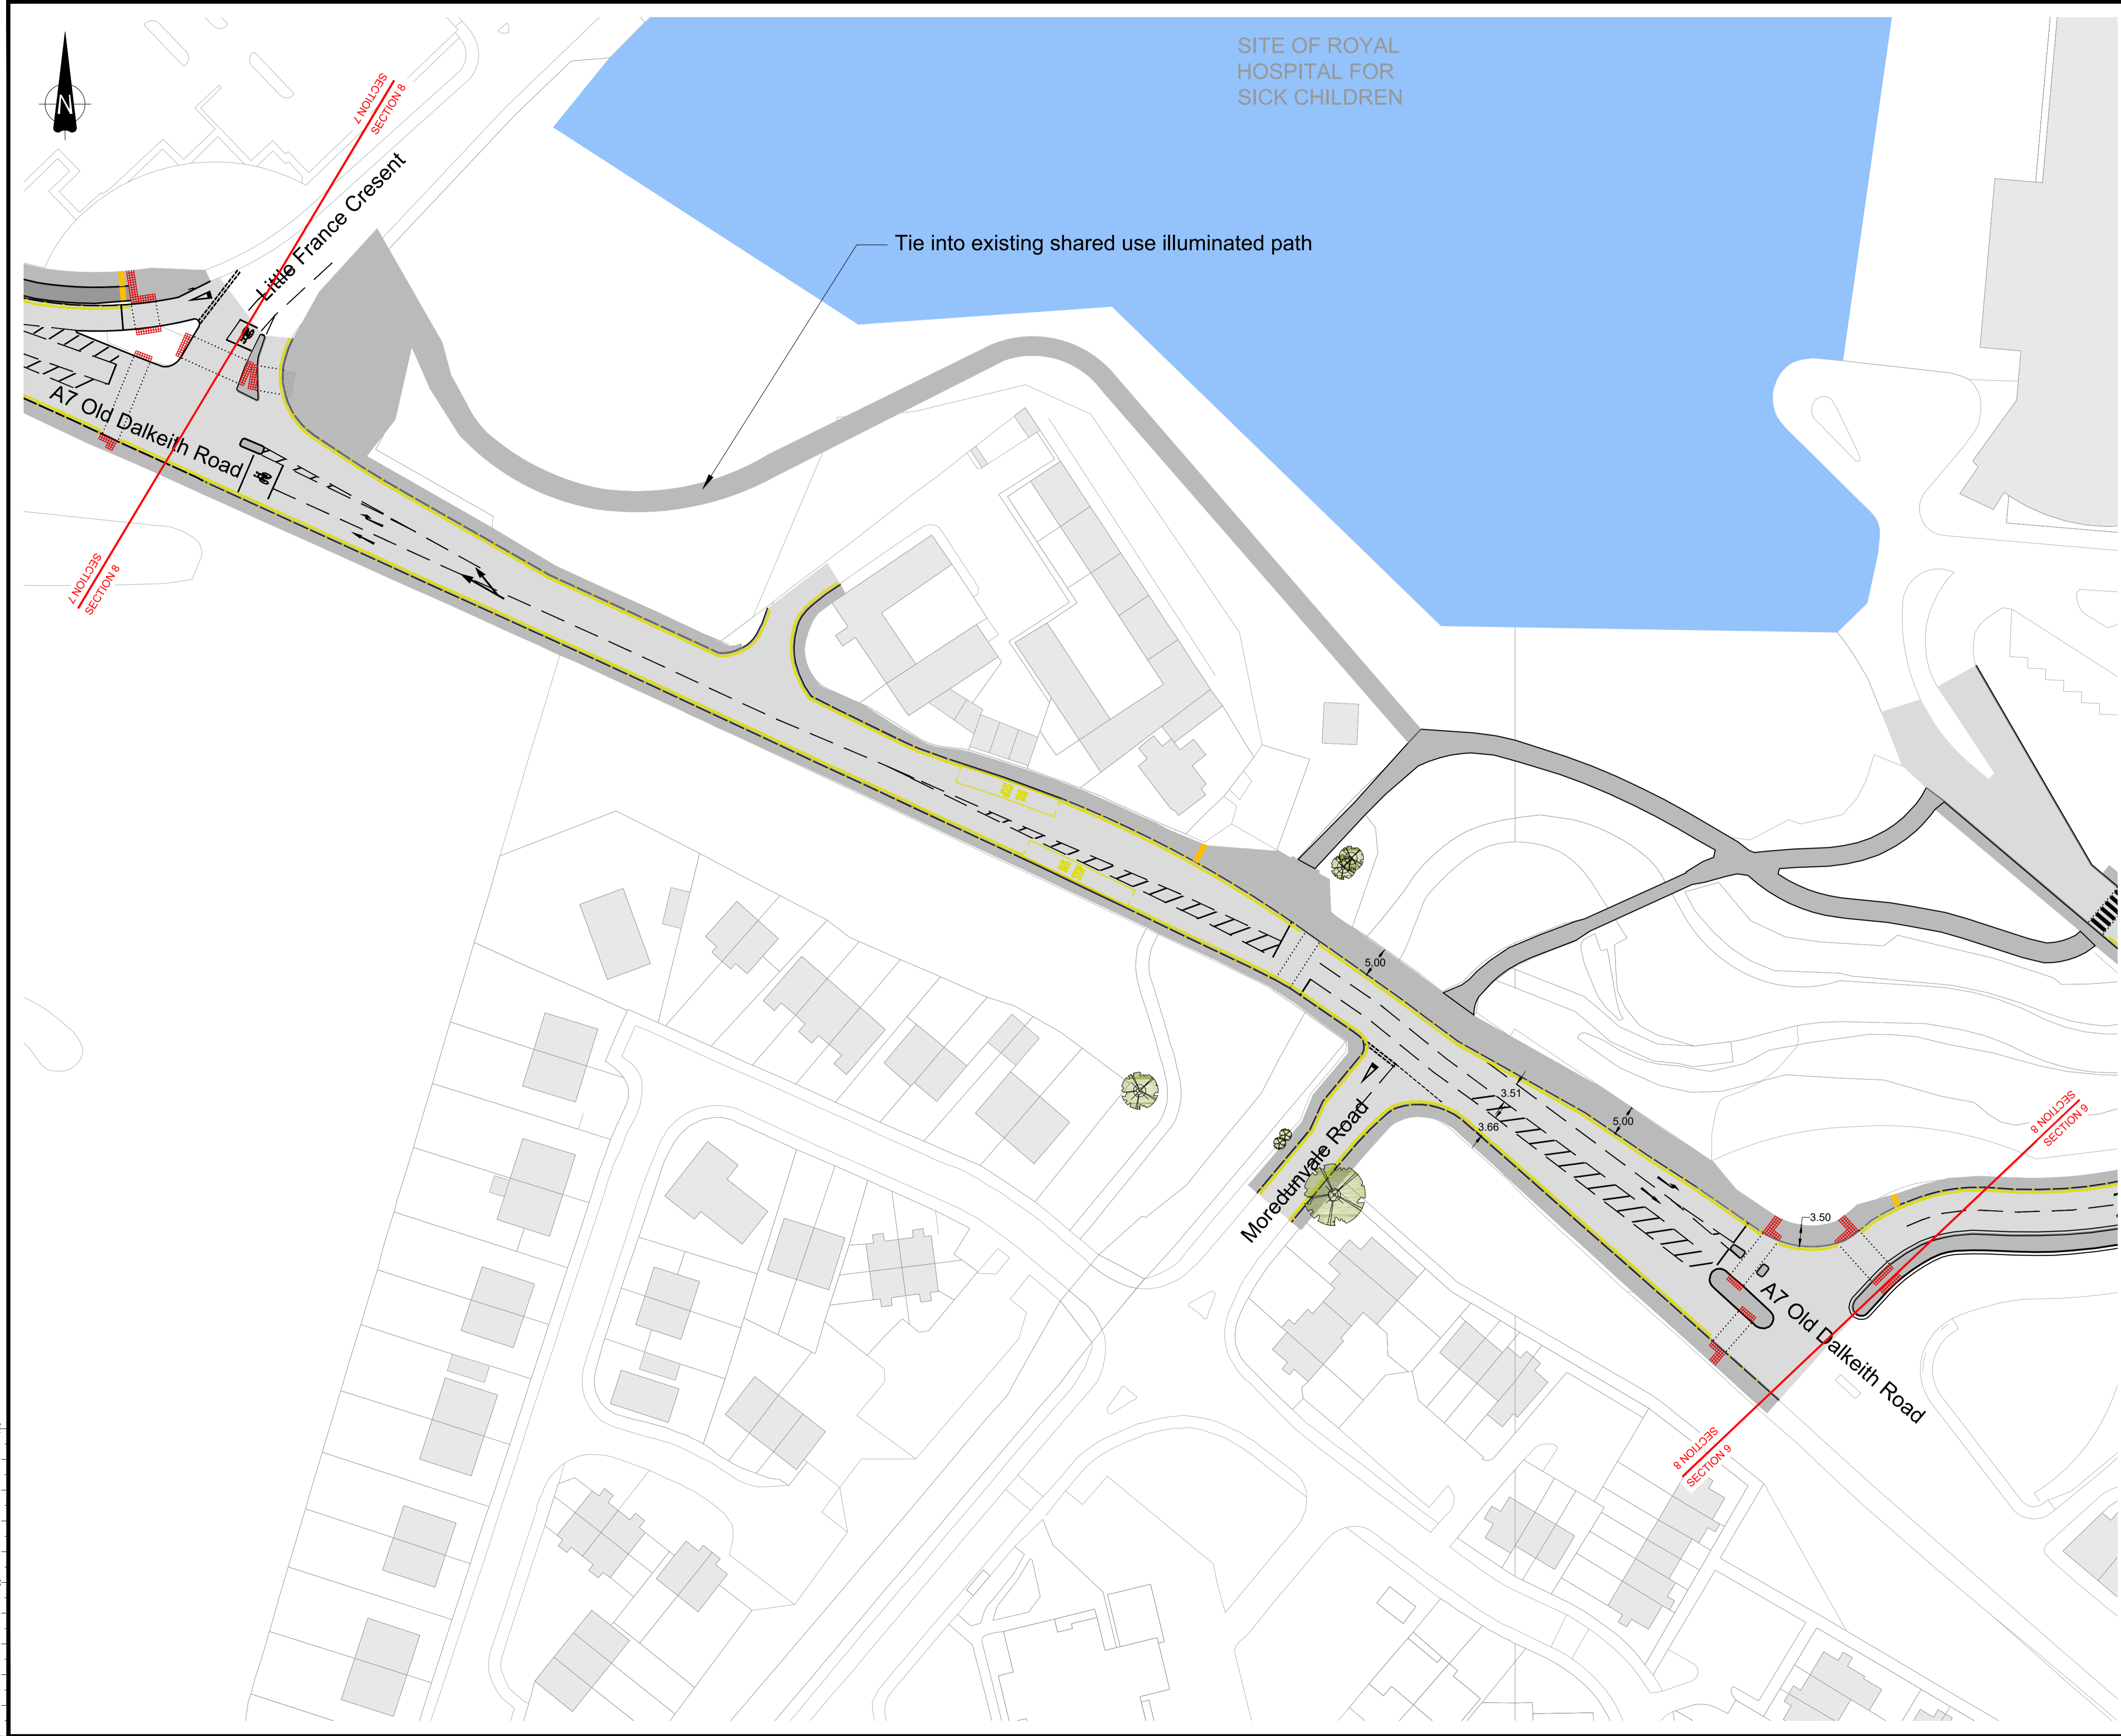 SITE OF ROYAL
HOSPITAL FOR
SICK CHILDREN
N
SECTION 7
SECTION 8
Little France Cresent
Tie into existing shared use illuminated path
A7 Old Dalkeith Road
SECTION 7
SECTION 8
5.00
3.51
3.66
5.00
Moredunvale Road
SECTION 8
SECTION 9
3.50
A7 Old Dalkeith Road
SECTION 8
SECTION 9